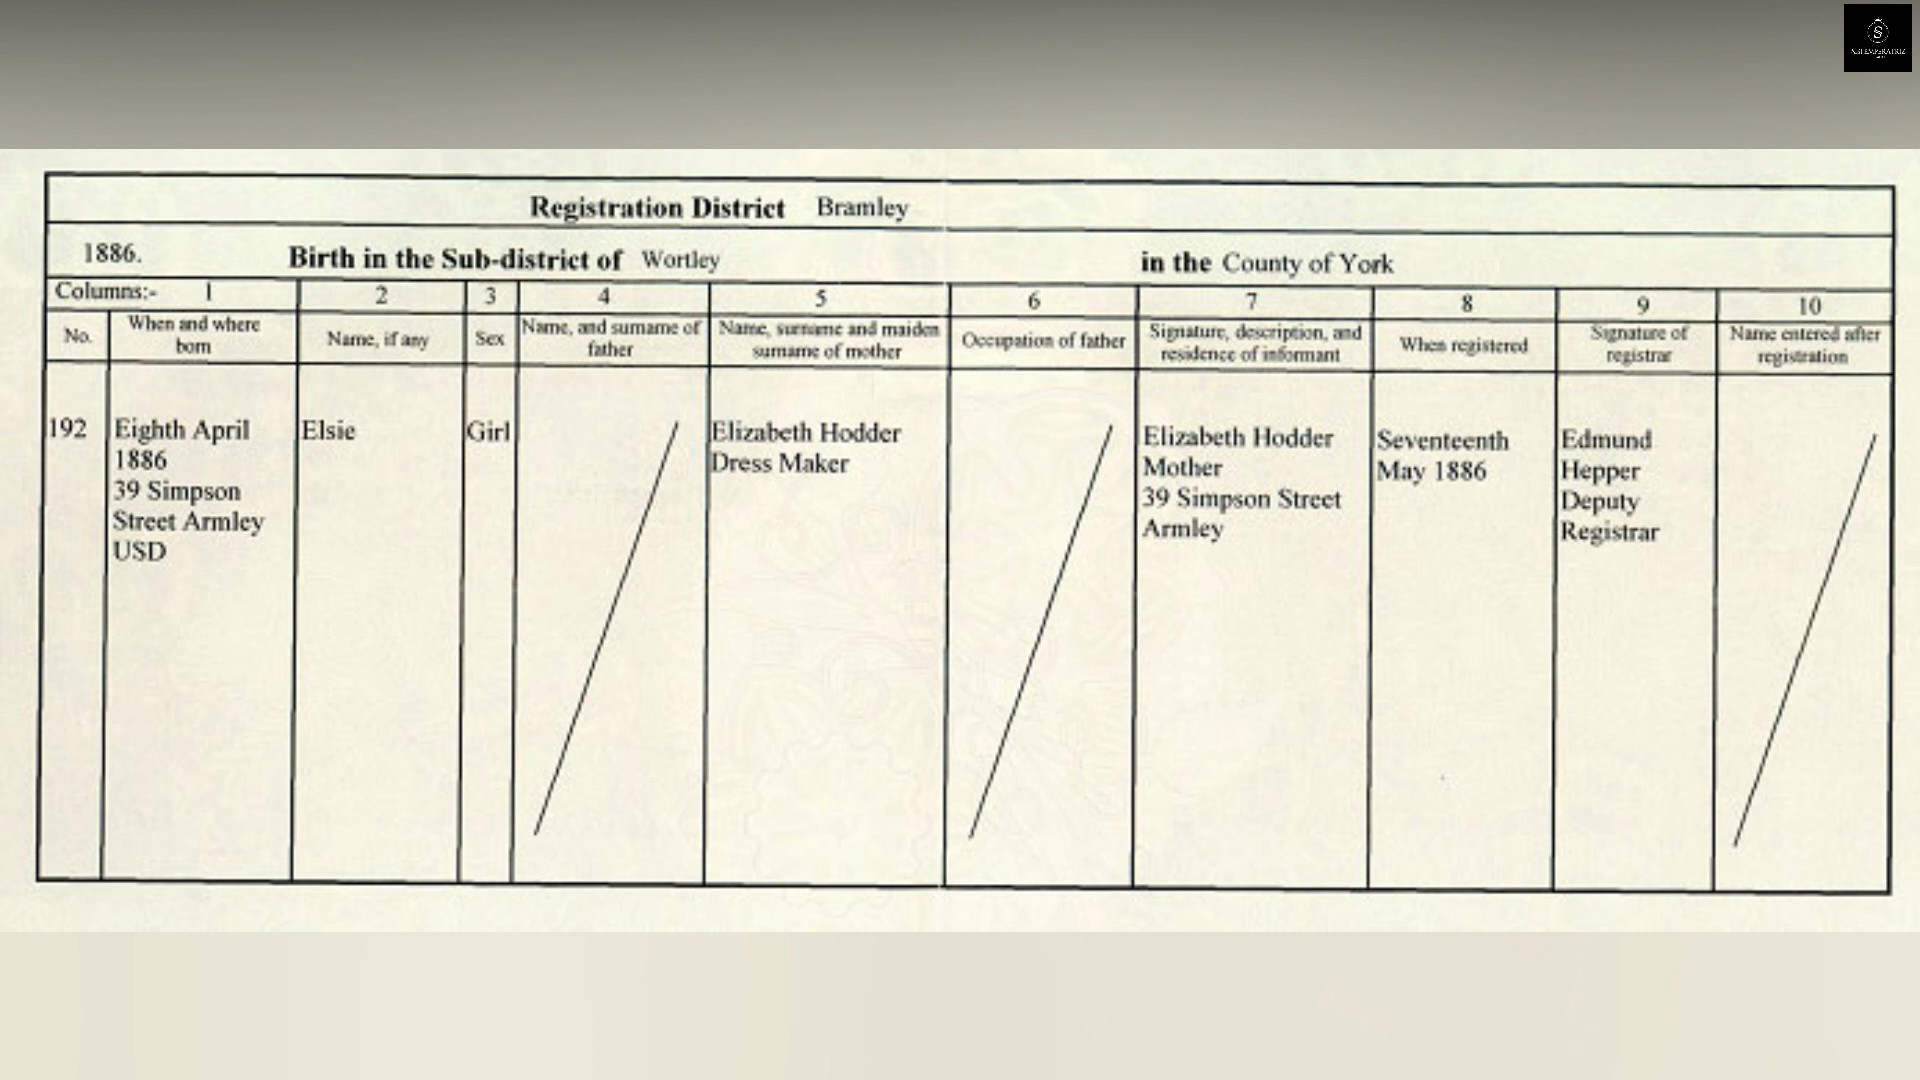 Registration District Bramley
1886. Birth in the Sub-district of Wortley in the County of York
Columns:- 1 2 3 4 5 6 7 8 9 10
No.
When and where
born
Name, if any
Sex
Name, and surname of
father
Name, surname and maiden
surname of mother
Occupation of father
Signature, description, and
residence of informant
When registered
Signature of
registrar
Name entered after
registration
192
Eighth April
1886
39 Simpson
Street Armley
USD
Elsie
Girl
Elizabeth Hodder
Dress Maker
Elizabeth Hodder
Mother
39 Simpson Street
Armley
Seventeenth
May 1886
Edmund
Hepper
Deputy
Registrar